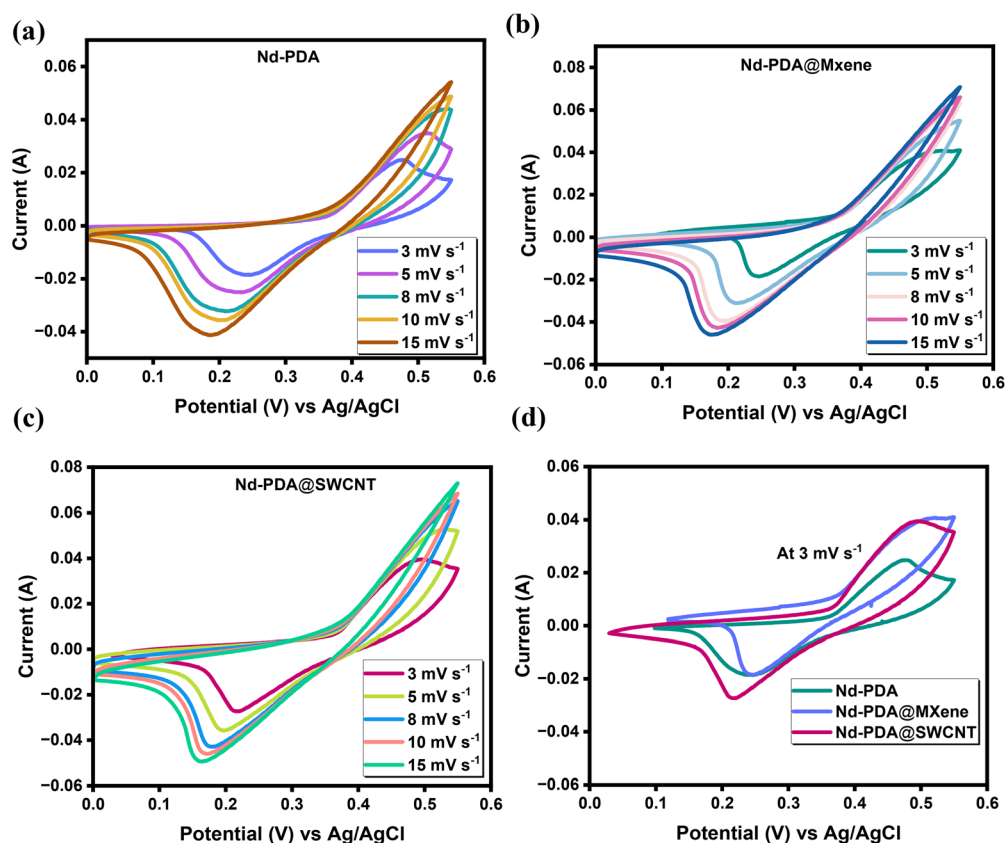 (a)
Nd-PDA
0.06
0.04
0.02
0.00
−0.02
−0.04
Current (A)
3 mV s⁻¹
5 mV s⁻¹
8 mV s⁻¹
10 mV s⁻¹
15 mV s⁻¹
0.0 0.1 0.2 0.3 0.4 0.5 0.6
Potential (V) vs Ag/AgCl
(b)
Nd-PDA@Mxene
0.08
0.06
0.04
0.02
0.00
−0.02
−0.04
−0.06
Current (A)
3 mV s⁻¹
5 mV s⁻¹
8 mV s⁻¹
10 mV s⁻¹
15 mV s⁻¹
0.0 0.1 0.2 0.3 0.4 0.5 0.6
Potential (V) vs Ag/AgCl
(c)
Nd-PDA@SWCNT
0.08
0.06
0.04
0.02
0.00
−0.02
−0.04
−0.06
Current (A)
3 mV s⁻¹
5 mV s⁻¹
8 mV s⁻¹
10 mV s⁻¹
15 mV s⁻¹
0.0 0.1 0.2 0.3 0.4 0.5 0.6
Potential (V) vs Ag/AgCl
(d)
At 3 mV s⁻¹
0.06
0.04
0.02
0.00
−0.02
−0.04
−0.06
Current (A)
Nd-PDA
Nd-PDA@MXene
Nd-PDA@SWCNT
0.0 0.1 0.2 0.3 0.4 0.5 0.6
Potential (V) vs Ag/AgCl